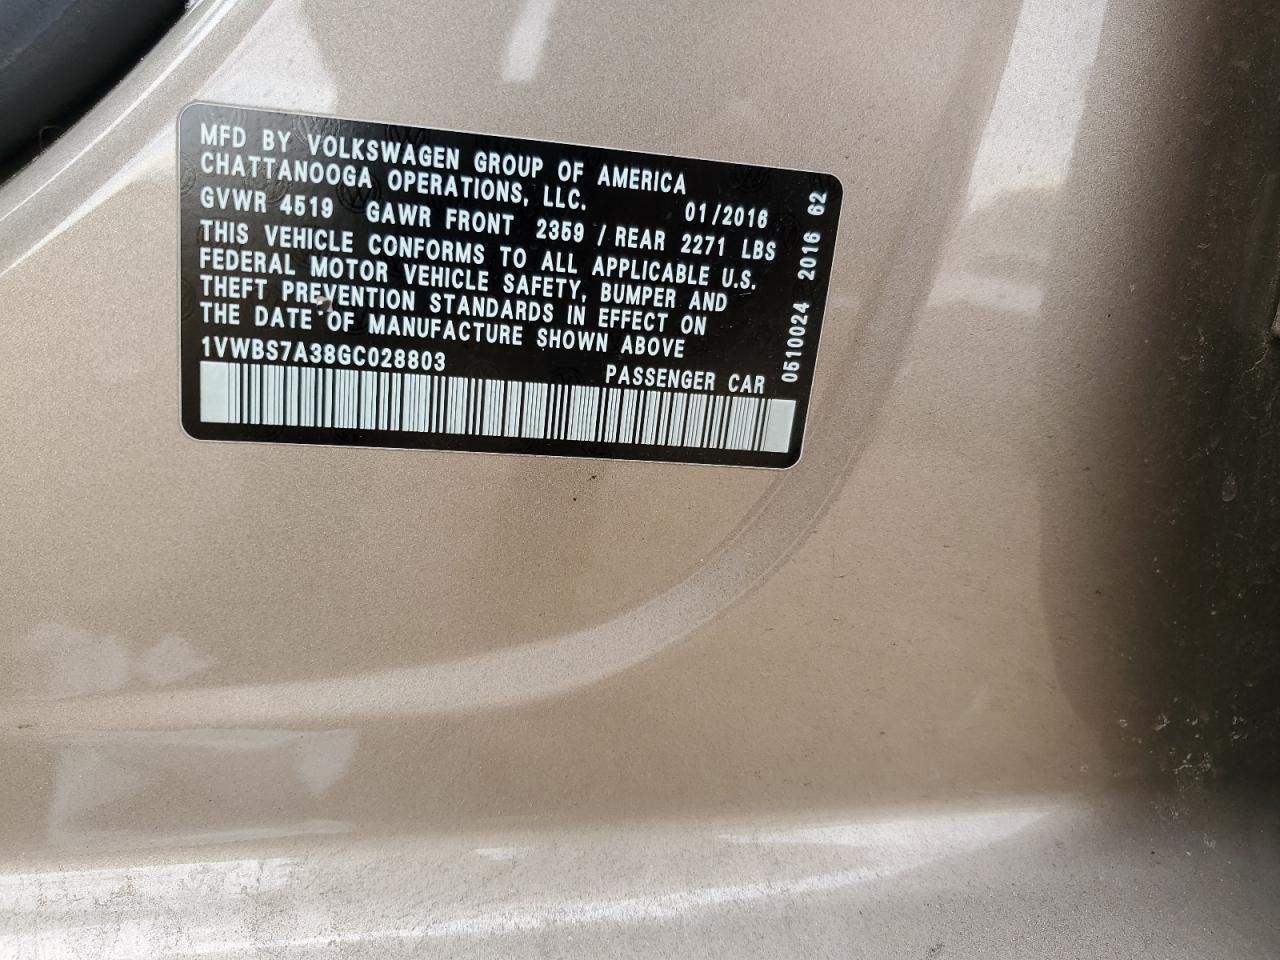 MFD BY VOLKSWAGEN GROUP OF AMERICA
CHATTANOOGA OPERATIONS, LLC.
01/2016
GVWR 4519 GAWR FRONT 2359 / REAR 2271 LBS
THIS VEHICLE CONFORMS TO ALL APPLICABLE U.S.
FEDERAL MOTOR VEHICLE SAFETY, BUMPER AND
THEFT PREVENTION STANDARDS IN EFFECT ON
THE DATE OF MANUFACTURE SHOWN ABOVE
1VWBS7A38GC028803
PASSENGER CAR
0510024 2016 62